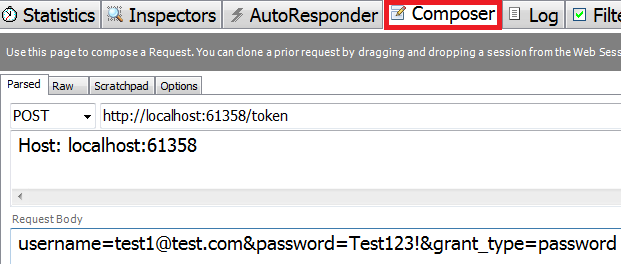 Statistics Inspectors AutoResponder Composer Log Filte
Use this page to compose a Request. You can clone a prior request by dragging and dropping a session from the Web Sess
Parsed Raw Scratchpad Options
POST http://localhost:61358/token
Host: localhost:61358
Request Body
username=test1@test.com&password=Test123!&grant_type=password